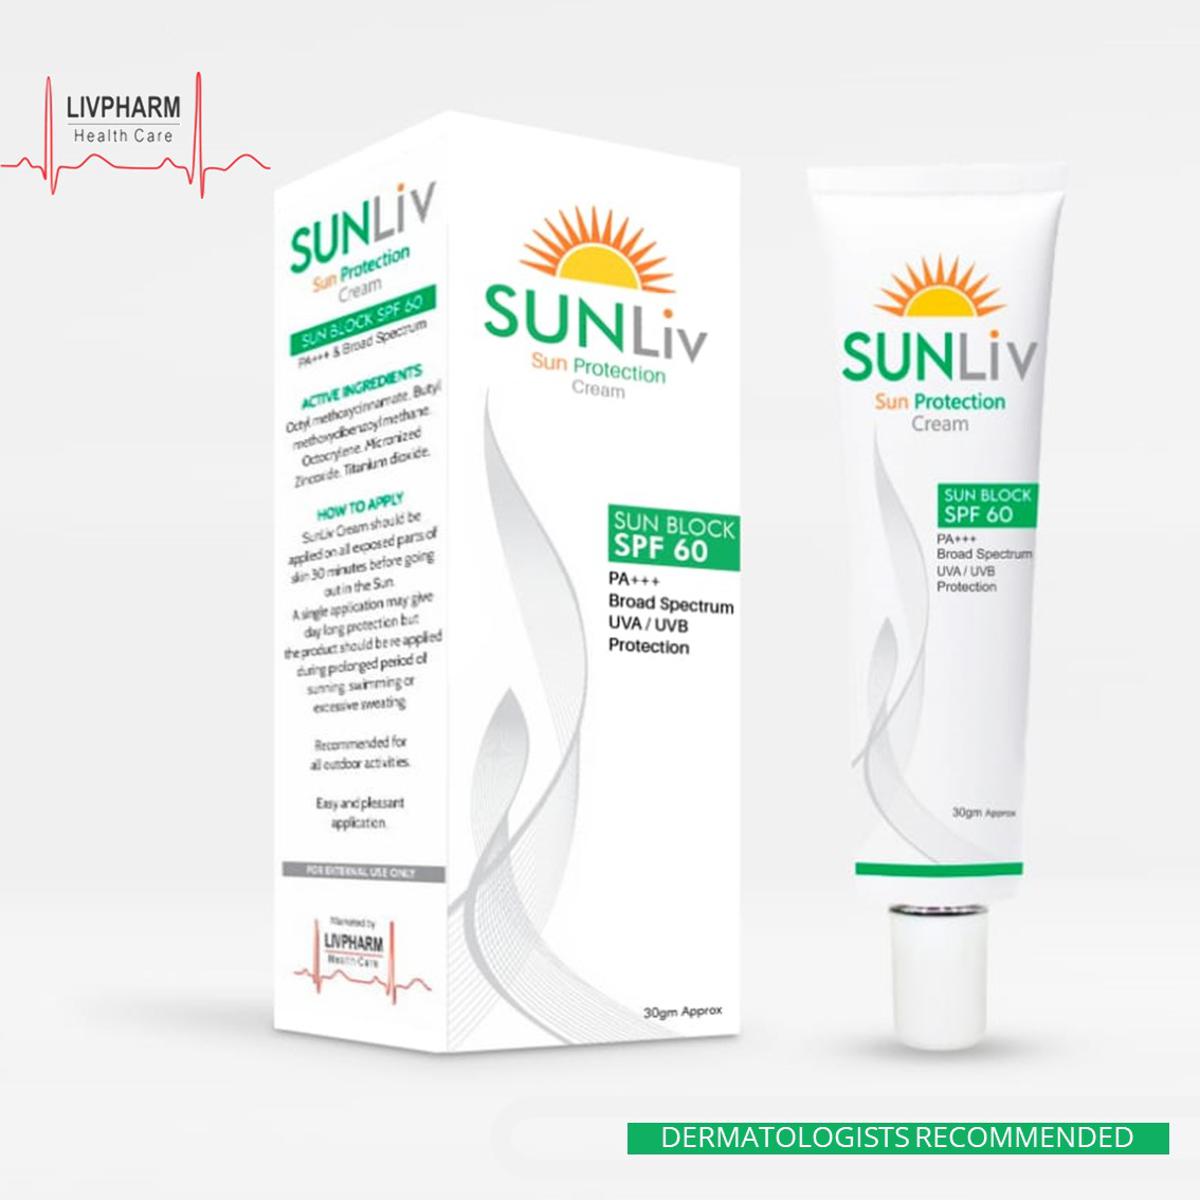 LIVPHARM
Health Care
SUNLiv
Sun Protection
Cream
SUN BLOCK SPF 60
PA+++ & Broad Spectrum
ACTIVE INGREDIENTS
Octyl methoxycinnamate, Butyl
methoxydibenzoylmethane,
Octocrylene, Micronized
Zincoxide, Titanium dioxide.
HOW TO APPLY
SunLiv Cream should be
applied on all exposed parts of
skin 30 minutes before going
out in the Sun.
A single application may give
day long protection but
the product should be re applied
during prolonged period of
sunning, swimming or
excessive sweating.
Recommended for
all outdoor activities.
Easy and pleasant
application.
FOR EXTERNAL USE ONLY
Marketed by
LIVPHARM
Health Care
SUNLiv
Sun Protection
Cream
SUN BLOCK
SPF 60
PA+++
Broad Spectrum
UVA / UVB
Protection
30gm Approx
SUNLiv
Sun Protection
Cream
SUN BLOCK
SPF 60
PA+++
Broad Spectrum
UVA / UVB
Protection
30gm Approx
DERMATOLOGISTS RECOMMENDED